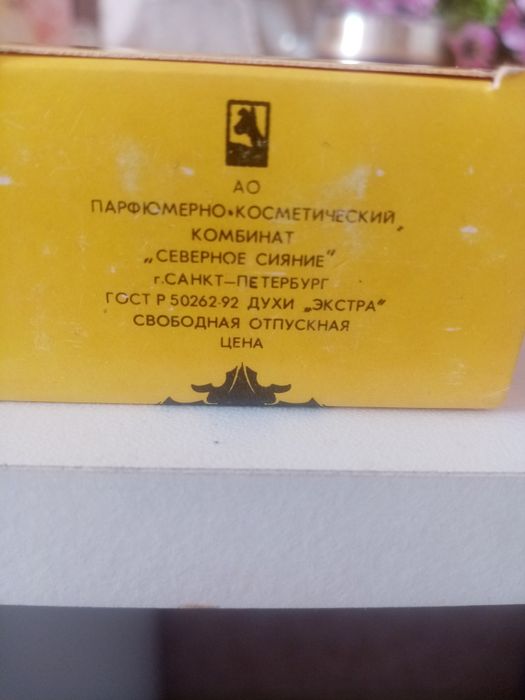 АО
ПАРФЮМЕРНО•КОСМЕТИЧЕСКИЙ
КОМБИНАТ
„СЕВЕРНОЕ СИЯНИЕ"
г.САНКТ—ПЕТЕРБУРГ
ГОСТ Р 50262-92 ДУХИ „ЭКСТРА"
СВОБОДНАЯ ОТПУСКНАЯ
ЦЕНА